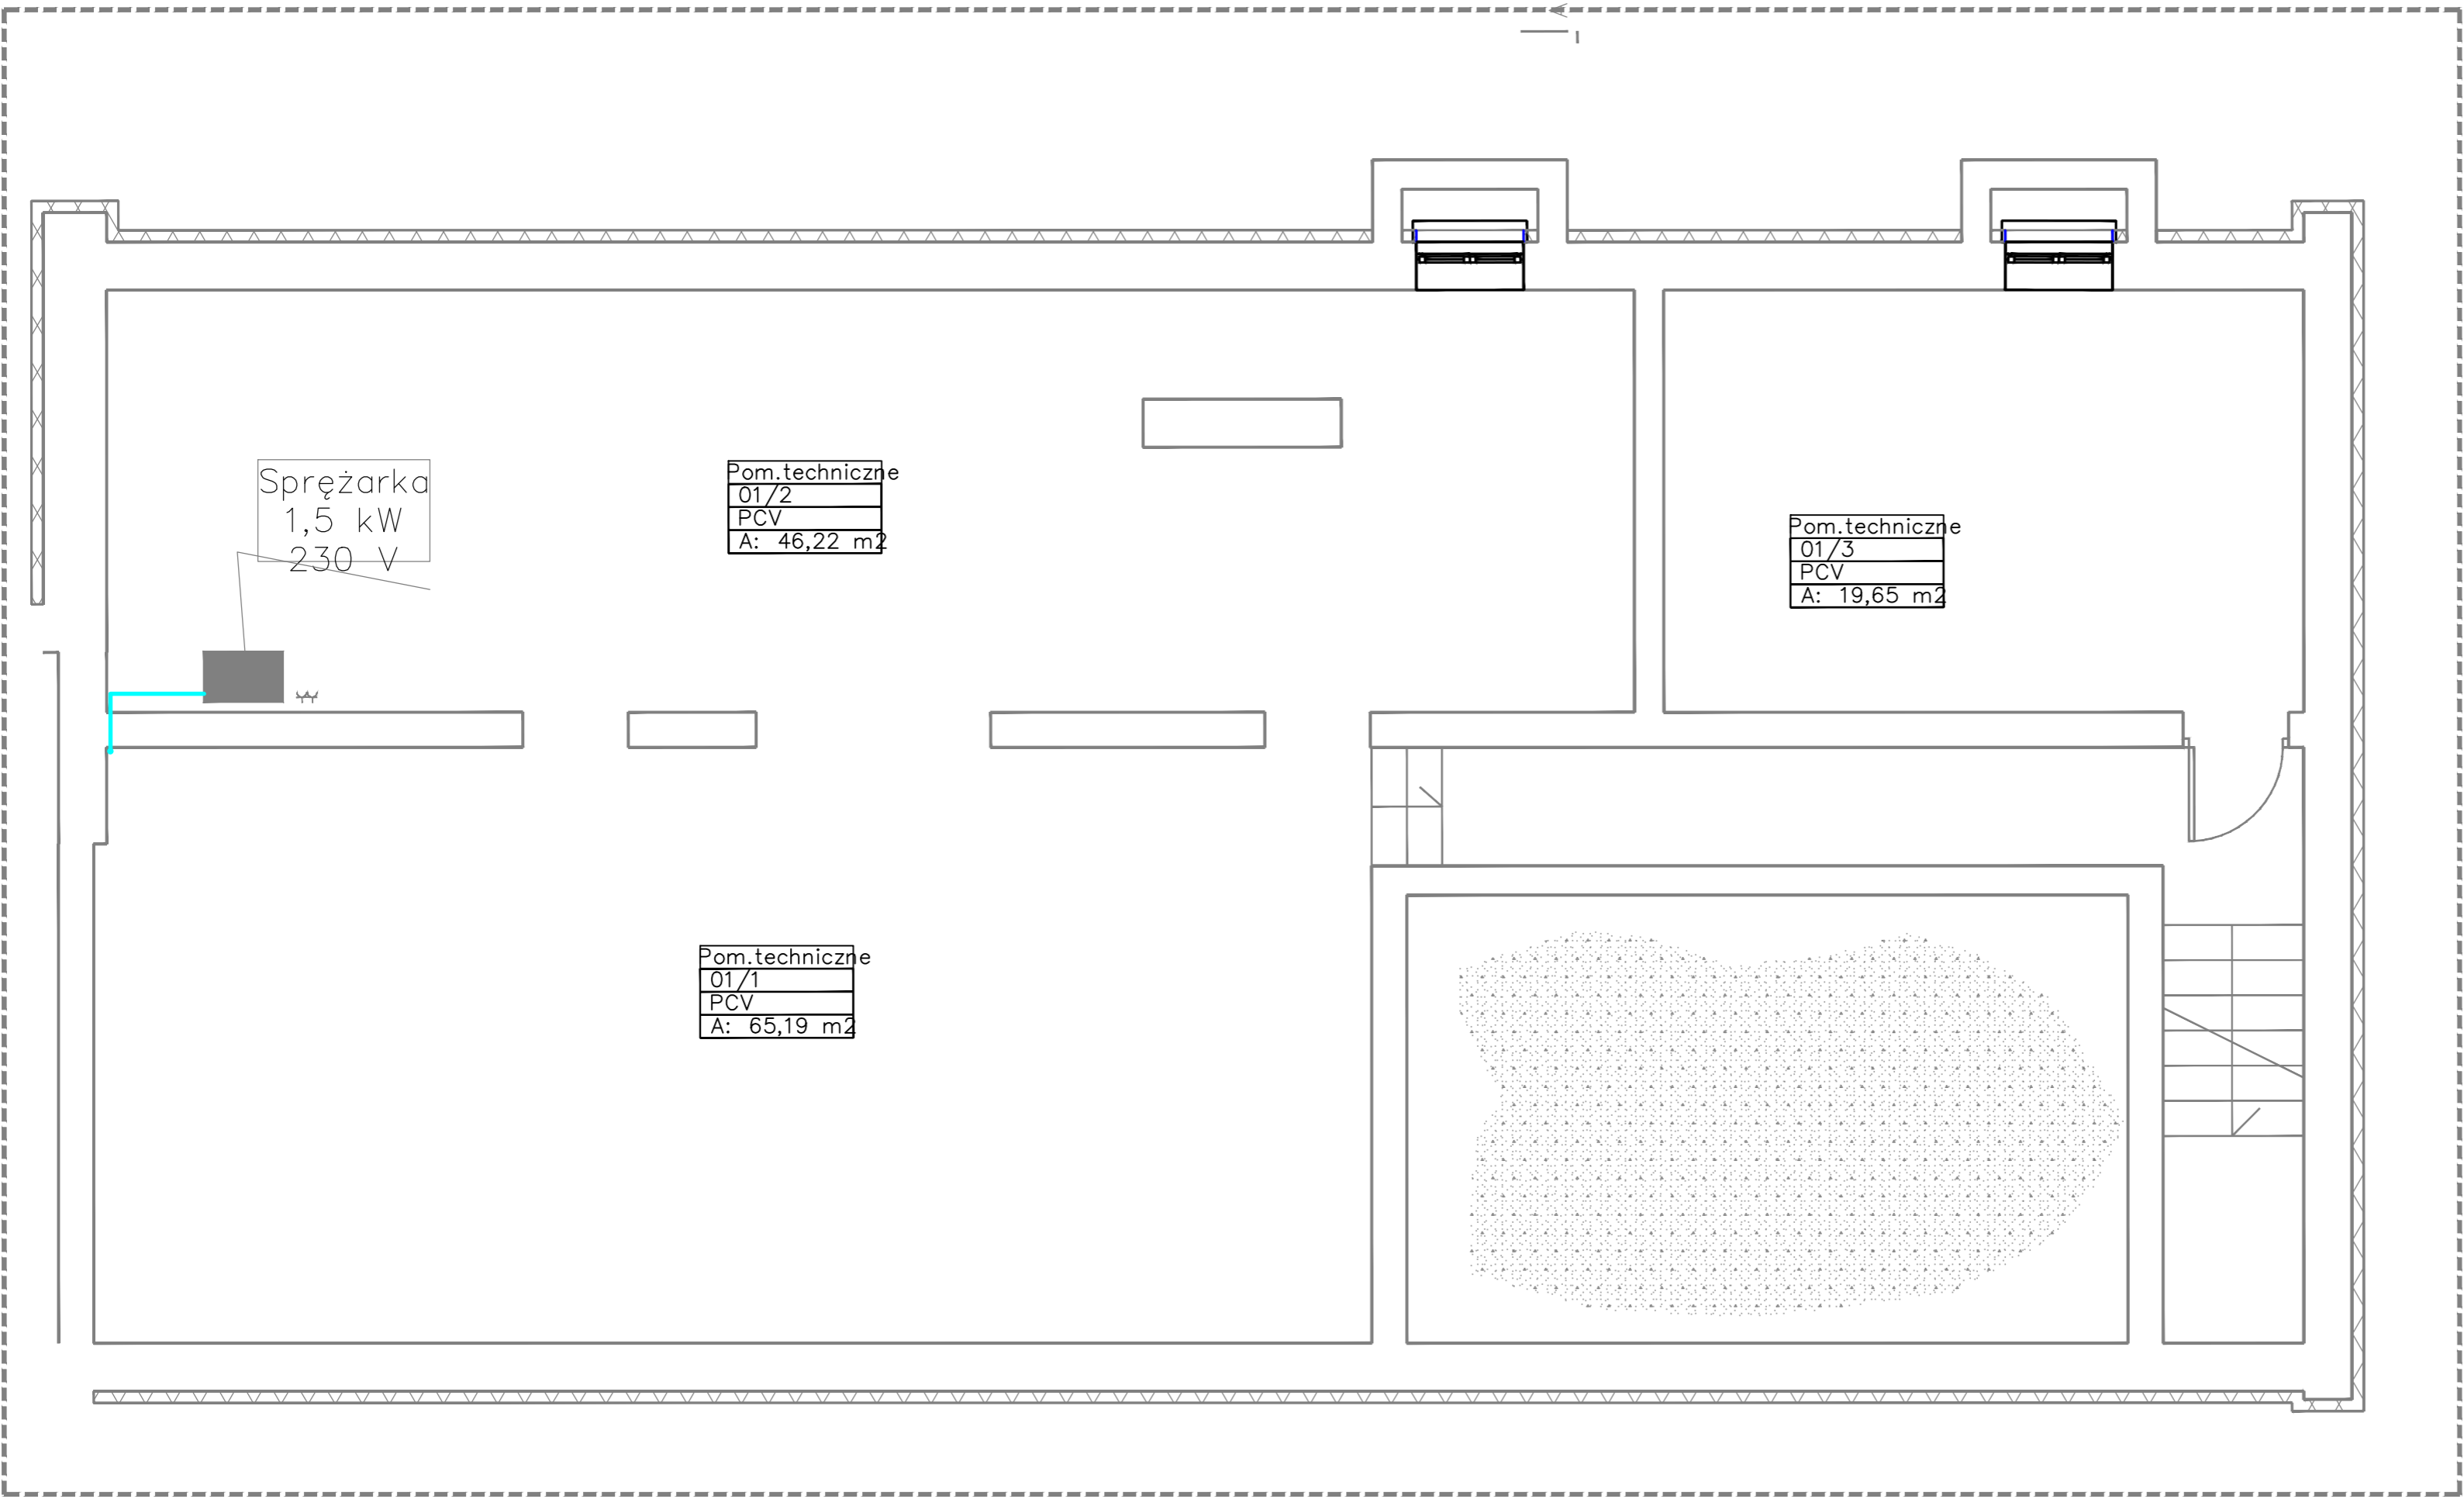 Sprężarka
1,5 kW
230 V
Pom.techniczne
01/2
PCV
A: 46,22 m2
Pom.techniczne
01/3
PCV
A: 19,65 m2
Pom.techniczne
01/1
PCV
A: 65,19 m2